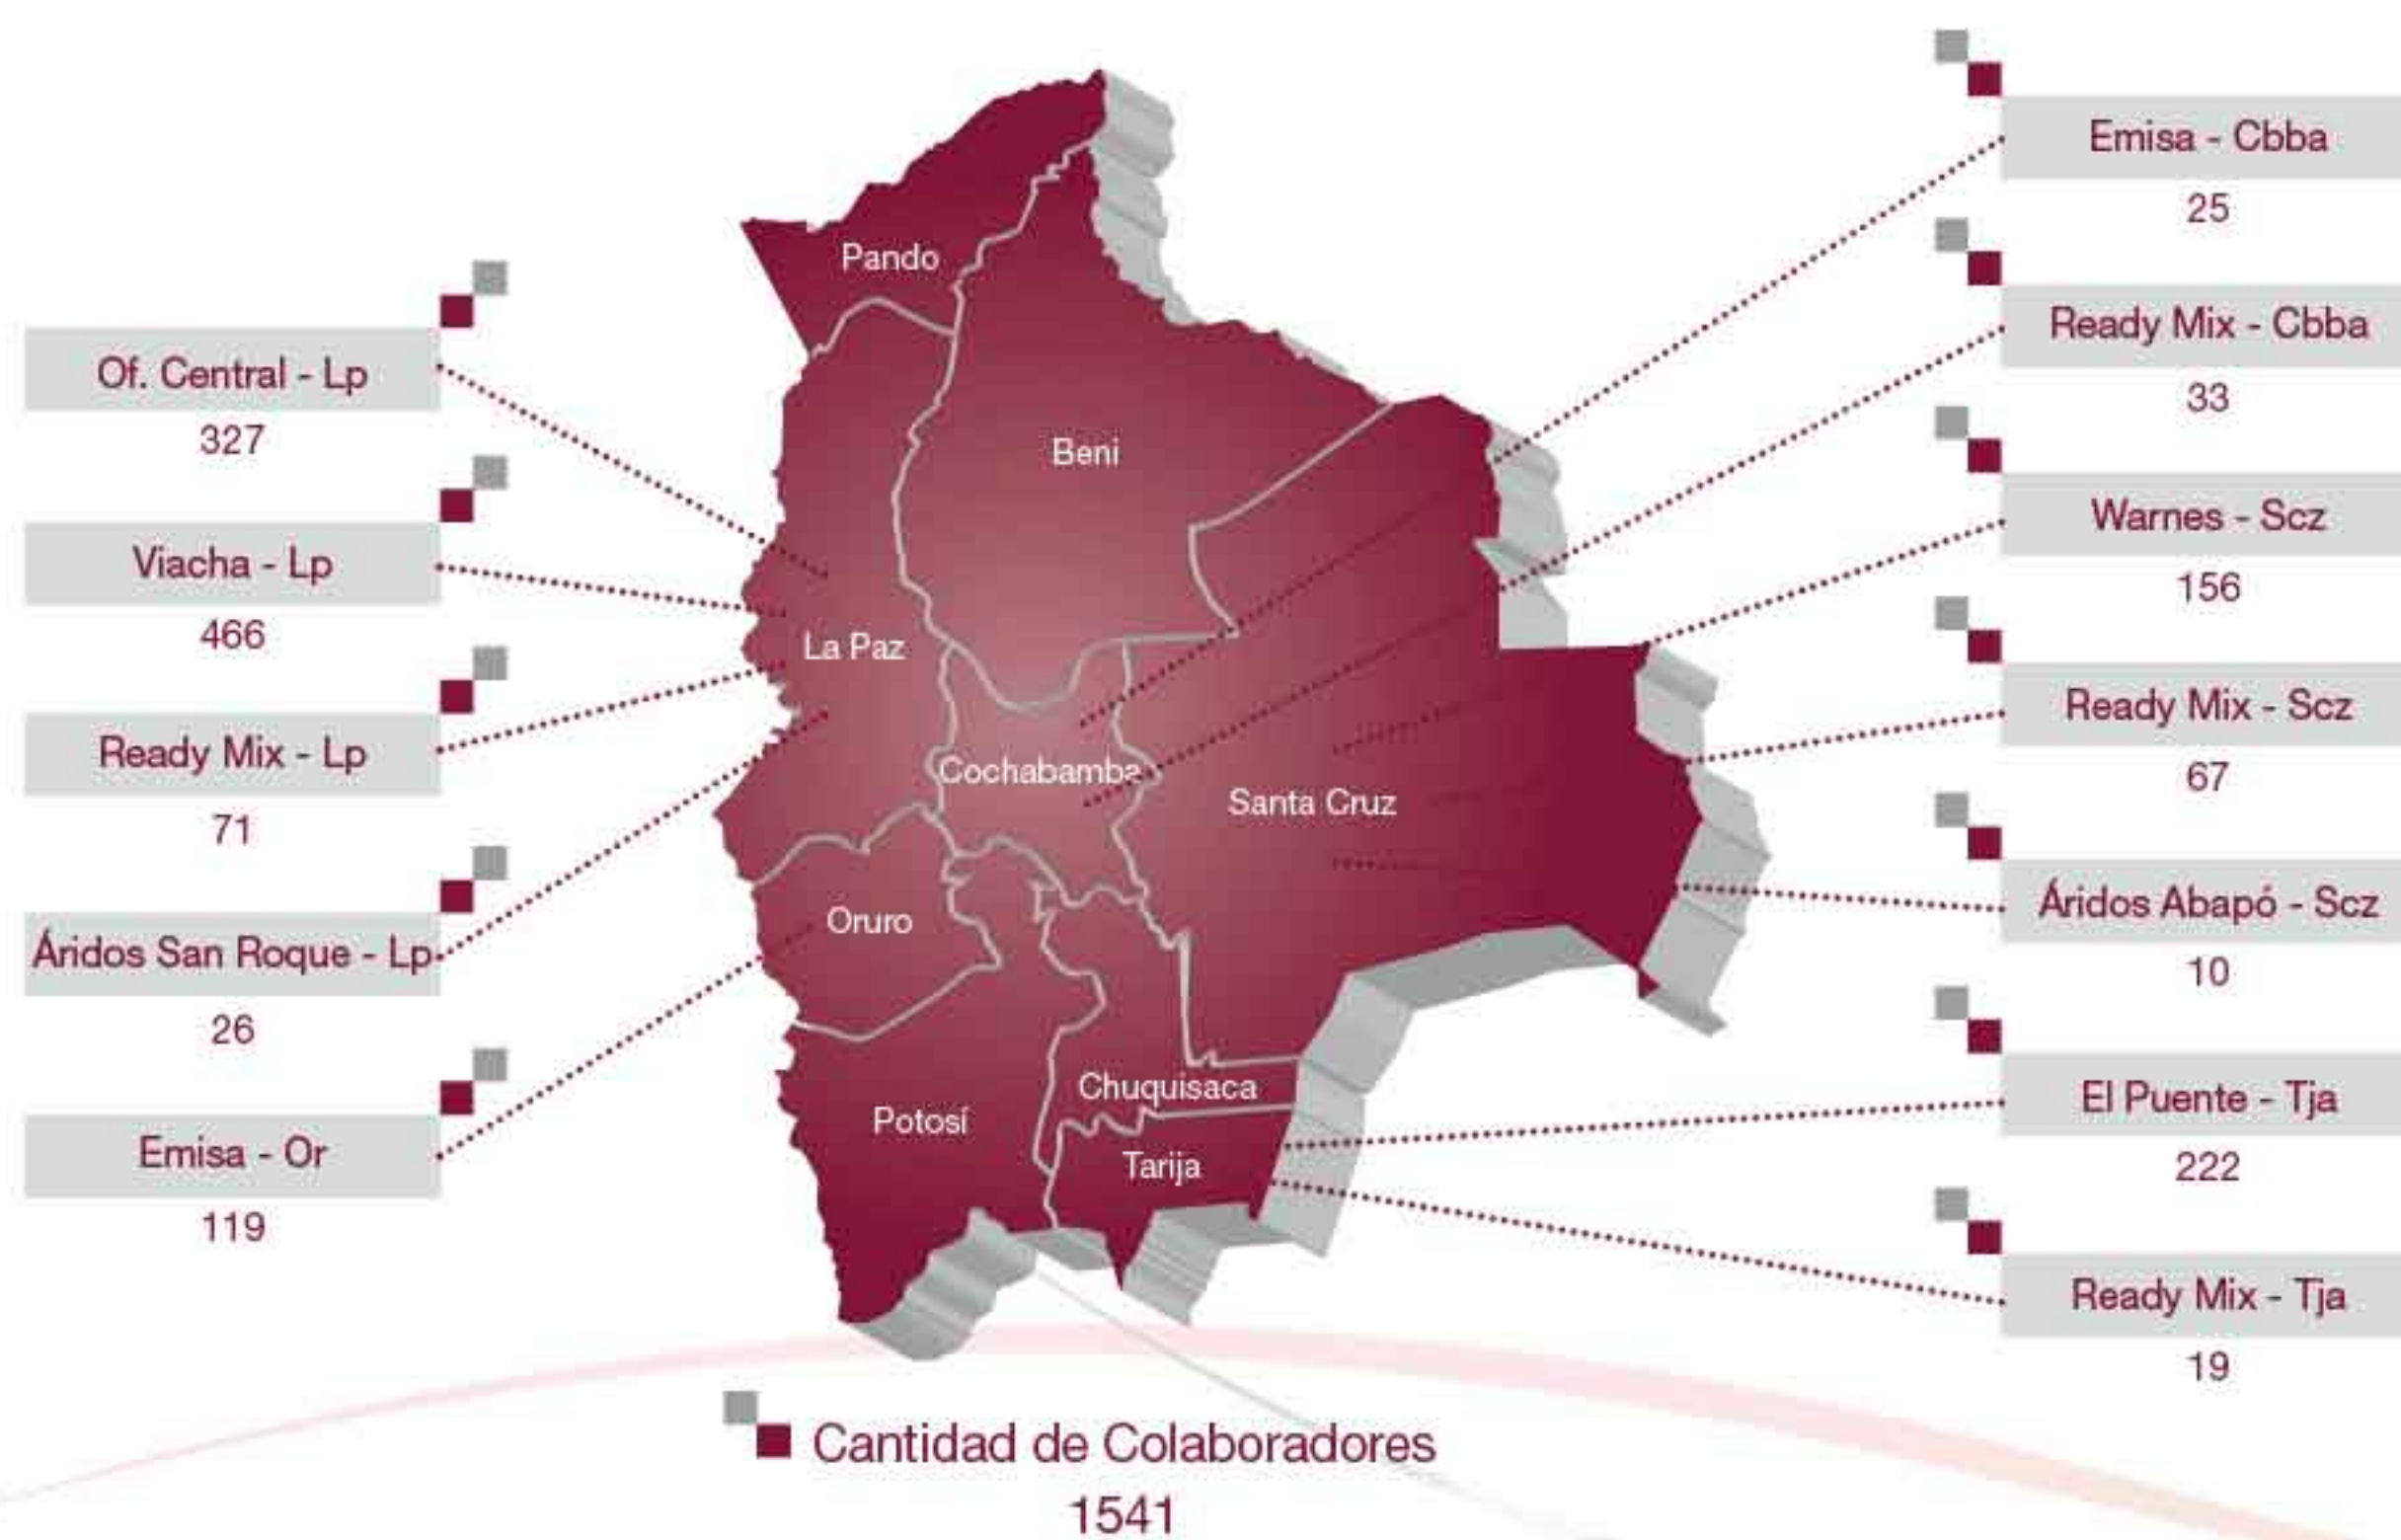 Of. Central - Lp
327
Viacha - Lp
466
Ready Mix - Lp
71
Áridos San Roque - Lp
26
Emisa - Or
119
Pando
Beni
La Paz
Cochabamba
Santa Cruz
Oruro
Potosí
Chuquisaca
Tarija
Emisa - Cbba
25
Ready Mix - Cbba
33
Warnes - Scz
156
Ready Mix - Scz
67
Áridos Abapó - Scz
10
El Puente - Tja
222
Ready Mix - Tja
19
Cantidad de Colaboradores
1541